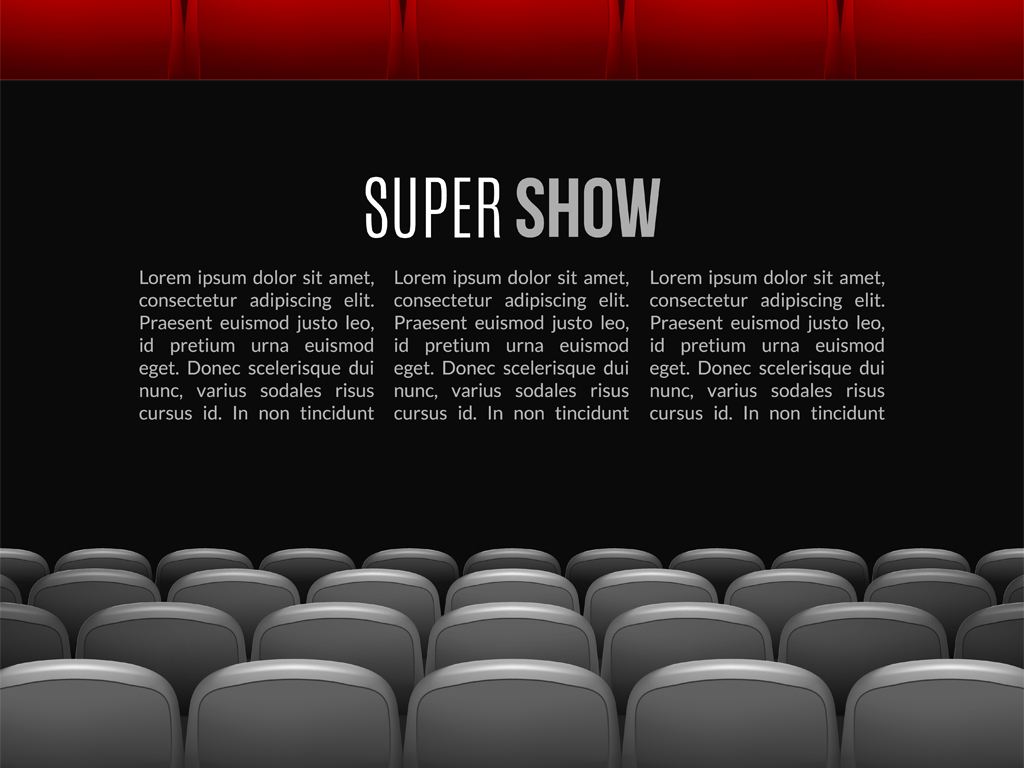 SUPER SHOW
Lorem ipsum dolor sit amet,
consectetur adipiscing elit.
Praesent euismod justo leo,
id pretium urna euismod
eget. Donec scelerisque dui
nunc, varius sodales risus
cursus id. In non tincidunt
Lorem ipsum dolor sit amet,
consectetur adipiscing elit.
Praesent euismod justo leo,
id pretium urna euismod
eget. Donec scelerisque dui
nunc, varius sodales risus
cursus id. In non tincidunt
Lorem ipsum dolor sit amet,
consectetur adipiscing elit.
Praesent euismod justo leo,
id pretium urna euismod
eget. Donec scelerisque dui
nunc, varius sodales risus
cursus id. In non tincidunt